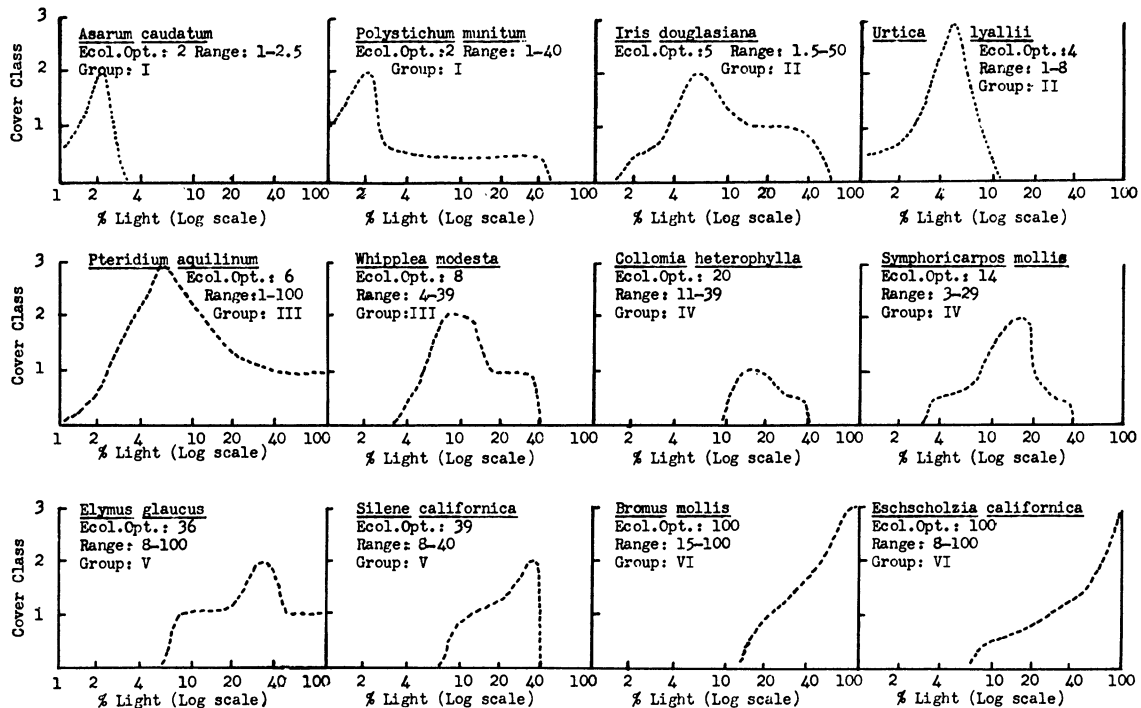 Asarum caudatum
Ecol.Opt.: 2 Range: 1-2.5
Group: I
Cover Class
3
2
1
1 2 4 10 20 40 100
% Light (Log scale)
Polystichum munitum
Ecol.Opt.:2 Range: 1-40
Group: I
2 4 10 20 40 100
% Light (Log scale)
Iris douglasiana
Ecol.Opt.:5 Range: 1.5-50
Group: II
2 4 10 20 40 100
% Light (Log scale)
Urtica lyallii
Ecol.Opt.:4
Range: 1-8
Group: II
2 4 10 20 40 100
% Light (Log scale)
Pteridium aquilinum
Ecol.Opt.: 6
Range:1-100
Group: III
Cover Class
3
2
1
1 2 4 10 20 40 100
% Light (Log scale)
Whipplea modesta
Ecol.Opt.: 8
Range: 4-39
Group:III
2 4 10 20 40 100
% Light (Log scale)
Collomia heterophylla
Ecol.Opt.: 20
Range: 11-39
Group: IV
2 4 10 20 40 100
% Light (Log scale)
Symphoricarpos mollis
Ecol.Opt.: 14
Range: 3-29
Group: IV
2 4 10 20 40 100
% Light (Log scale)
Elymus glaucus
Ecol.Opt.: 36
Range: 8-100
Group: V
Cover Class
3
2
1
1 2 4 10 20 40 100
% Light (Log scale)
Silene californica
Ecol.Opt.: 39
Range: 8-40
Group: V
2 4 10 20 40 100
% Light (Log scale)
Bromus mollis
Ecol.Opt.: 100
Range: 15-100
Group: VI
2 4 10 20 40 100
% Light (Log scale)
Eschscholzia californica
Ecol.Opt.: 100
Range: 8-100
Group: VI
2 4 10 20 40 100
% Light (Log scale)